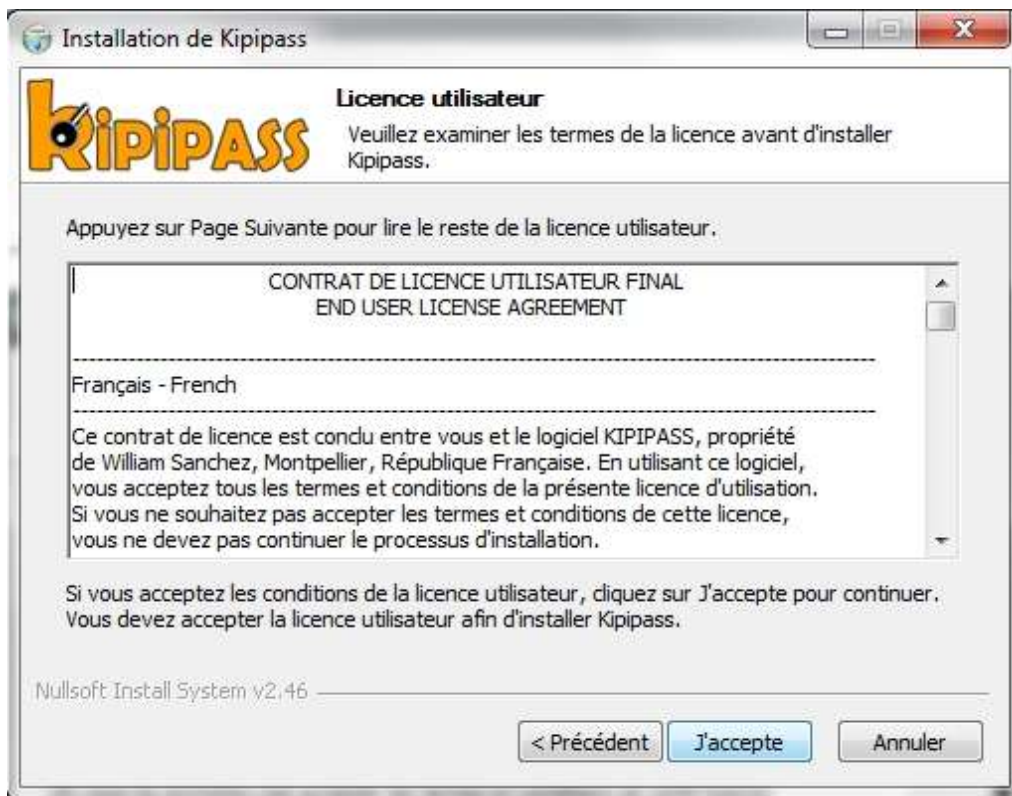 Installation de Kipipass
KIPIPASS
Licence utilisateur
Veuillez examiner les termes de la licence avant d'installer
Kipipass.
Appuyez sur Page Suivante pour lire le reste de la licence utilisateur.
CONTRAT DE LICENCE UTILISATEUR FINAL
END USER LICENSE AGREEMENT
--------------------------------------------------------------------------------
Français - French
--------------------------------------------------------------------------------
Ce contrat de licence est conclu entre vous et le logiciel KIPIPASS, propriété
de William Sanchez, Montpellier, République Française. En utilisant ce logiciel,
vous acceptez tous les termes et conditions de la présente licence d'utilisation.
Si vous ne souhaitez pas accepter les termes et conditions de cette licence,
vous ne devez pas continuer le processus d'installation.
Si vous acceptez les conditions de la licence utilisateur, cliquez sur J'accepte pour continuer.
Vous devez accepter la licence utilisateur afin d'installer Kipipass.
Nullsoft Install System v2.46
< Précédent
J'accepte
Annuler